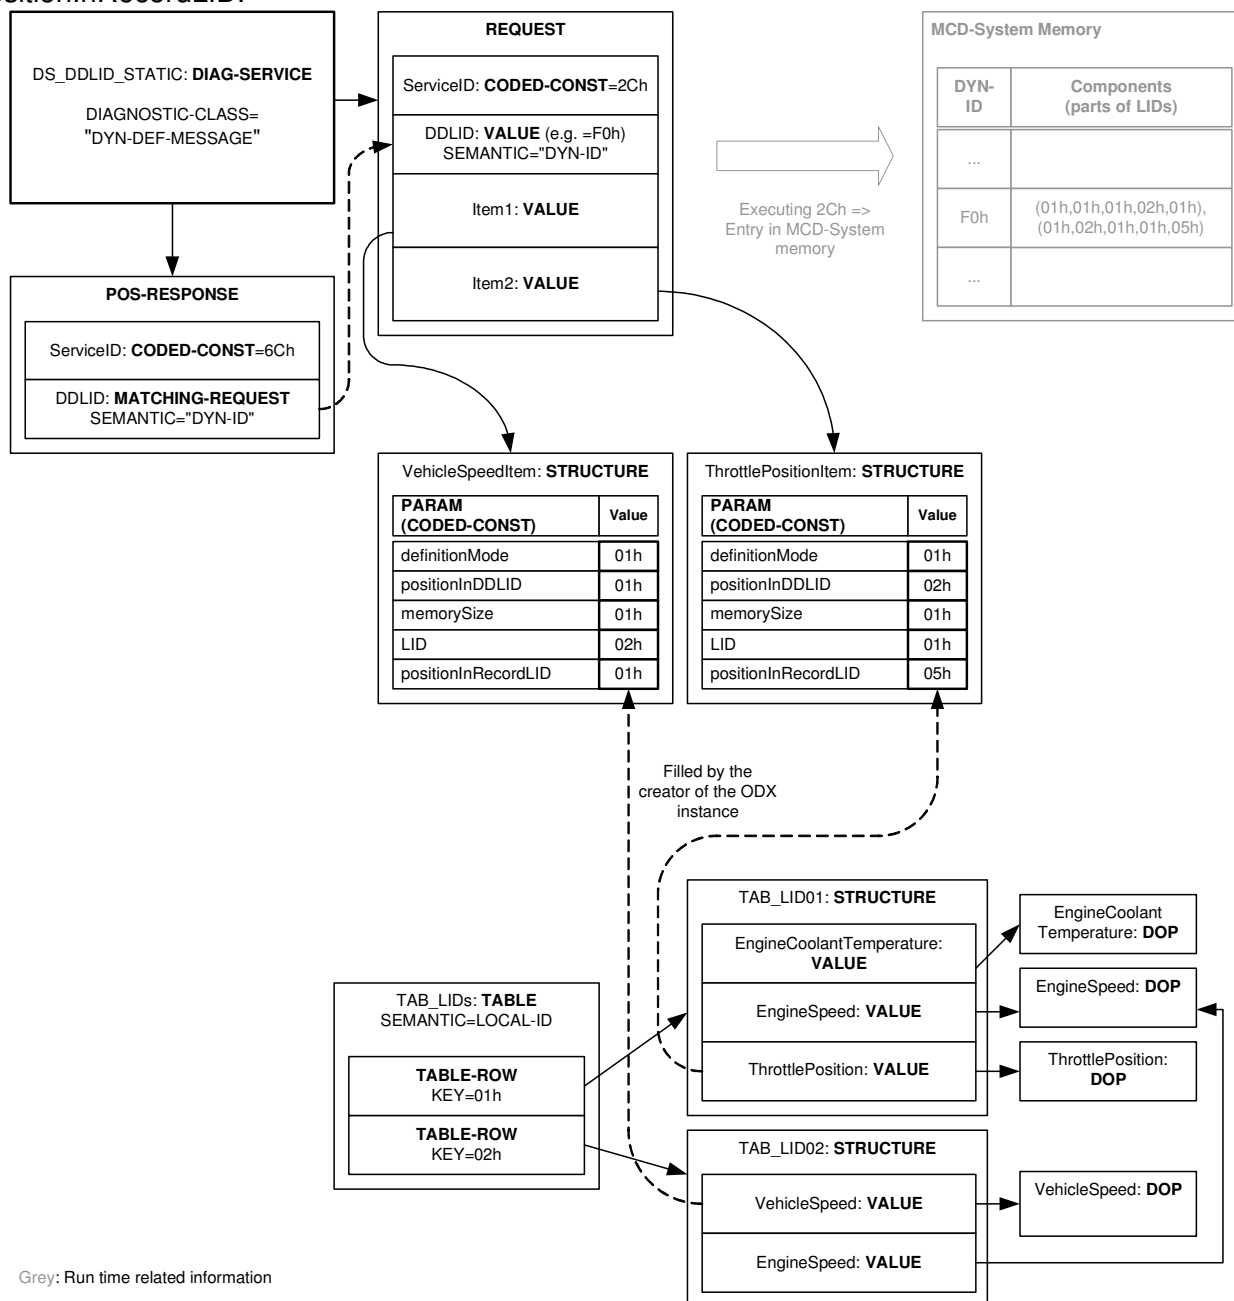 sitionInRecordLID.
DS_DDLID_STATIC: DIAG-SERVICE
DIAGNOSTIC-CLASS=
"DYN-DEF-MESSAGE"
REQUEST
ServiceID: CODED-CONST=2Ch
DDLID: VALUE (e.g. =F0h)
SEMANTIC="DYN-ID"
Item1: VALUE
Item2: VALUE
Executing 2Ch =>
Entry in MCD-System
memory
MCD-System Memory
DYN-
ID
Components
(parts of LIDs)
...
F0h
(01h,01h,01h,02h,01h),
(01h,02h,01h,01h,05h)
...
POS-RESPONSE
ServiceID: CODED-CONST=6Ch
DDLID: MATCHING-REQUEST
SEMANTIC="DYN-ID"
VehicleSpeedItem: STRUCTURE
PARAM
(CODED-CONST)
Value
definitionMode 01h
positionInDDLID 01h
memorySize 01h
LID 02h
positionInRecordLID 01h
ThrottlePositionItem: STRUCTURE
PARAM
(CODED-CONST)
Value
definitionMode 01h
positionInDDLID 02h
memorySize 01h
LID 01h
positionInRecordLID 05h
Filled by the
creator of the ODX
instance
TAB_LIDs: TABLE
SEMANTIC=LOCAL-ID
TABLE-ROW
KEY=01h
TABLE-ROW
KEY=02h
TAB_LID01: STRUCTURE
EngineCoolantTemperature:
VALUE
EngineSpeed: VALUE
ThrottlePosition: VALUE
EngineCoolant
Temperature: DOP
EngineSpeed: DOP
ThrottlePosition:
DOP
TAB_LID02: STRUCTURE
VehicleSpeed: VALUE
EngineSpeed: VALUE
VehicleSpeed: DOP
Grey: Run time related information